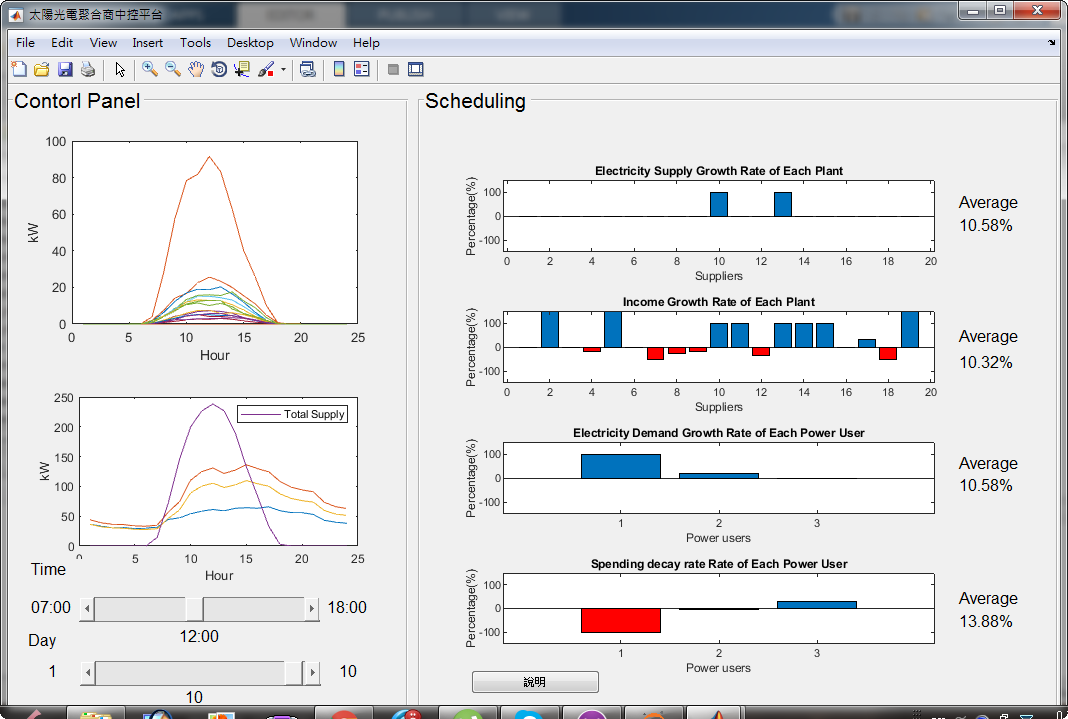 太陽光電聚合商中控平台
EDITOR
PUBLISH
VIEW
File Edit View Insert Tools Desktop Window Help
Contorl Panel
100
80
60
40
20
0
kW
0 5 10 15 20 25
Hour
250
200
150
100
50
0
kW
Total Supply
5 10 15 20 25
Hour
Time
07:00 18:00
12:00
Day
1 10
10
Scheduling
Electricity Supply Growth Rate of Each Plant
Percentage(%)
100
0
-100
0 2 4 6 8 10 12 14 16 18 20
Suppliers
Average
10.58%
Income Growth Rate of Each Plant
Percentage(%)
100
0
-100
0 2 4 6 8 10 12 14 16 18 20
Suppliers
Average
10.32%
Electricity Demand Growth Rate of Each Power User
Percentage(%)
100
0
-100
1 2 3
Power users
Average
10.58%
Spending decay rate Rate of Each Power User
Percentage(%)
100
0
-100
1 2 3
Power users
Average
13.88%
說明